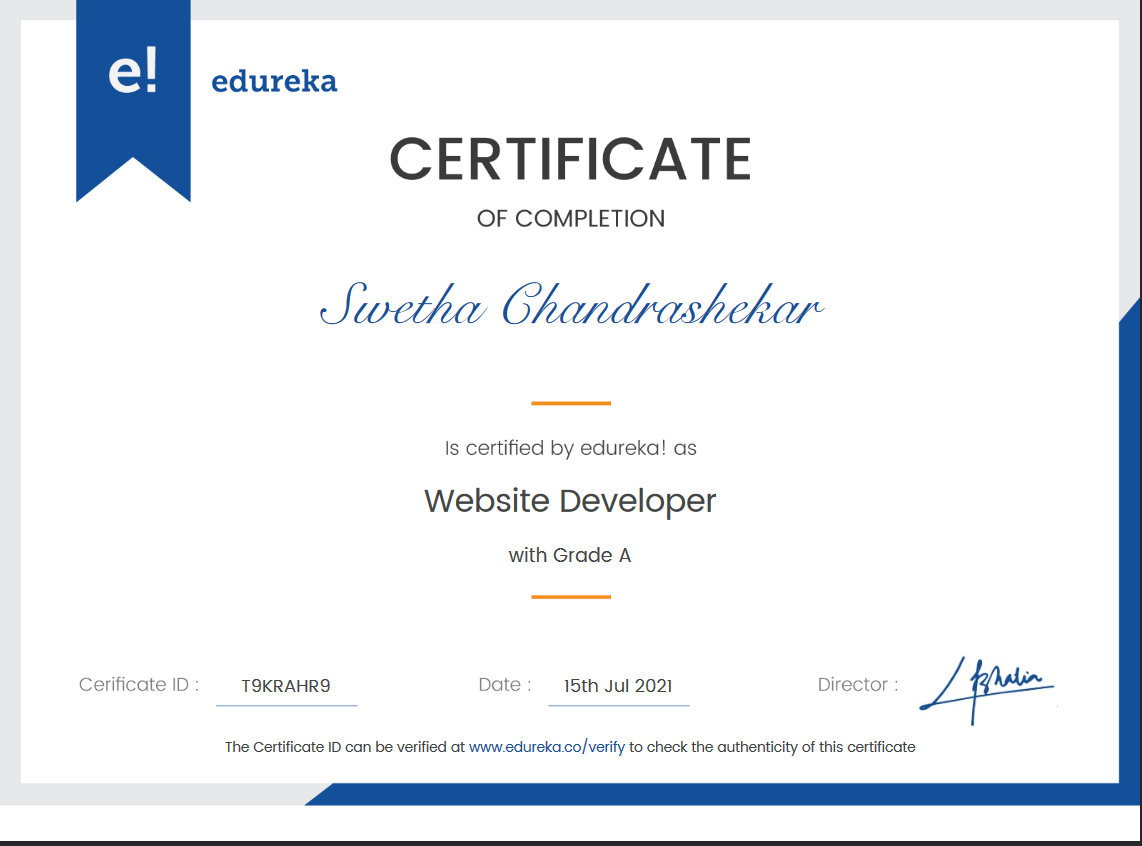 e!
edureka
CERTIFICATE
OF COMPLETION
Swetha Chandrashekar
Is certified by edureka! as
Website Developer
with Grade A
Cerificate ID : T9KRAHR9 Date : 15th Jul 2021 Director :
The Certificate ID can be verified at www.edureka.co/verify to check the authenticity of this certificate